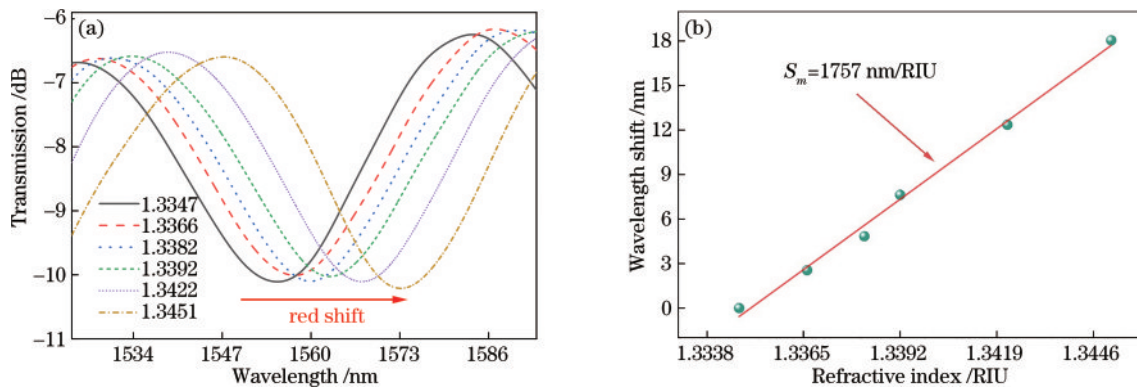 (a)
Transmission /dB
−6
−7
−8
−9
−10
−11
1.3347
1.3366
1.3382
1.3392
1.3422
1.3451
red shift
1534 1547 1560 1573 1586
Wavelength /nm
(b)
Wavelength shift /nm
18
15
12
9
6
3
0
Sm=1757 nm/RIU
1.3338 1.3365 1.3392 1.3419 1.3446
Refractive index /RIU